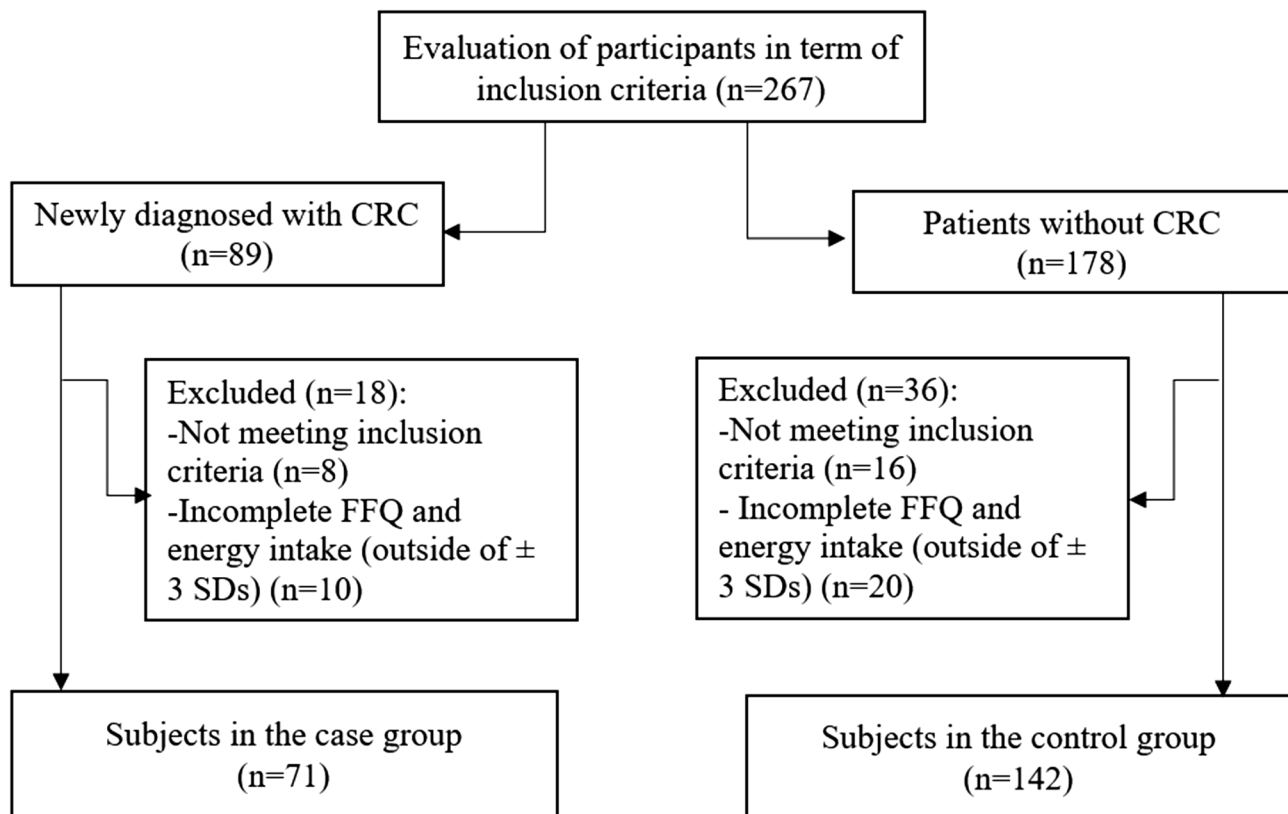 Evaluation of participants in term of
inclusion criteria (n=267)
Newly diagnosed with CRC
(n=89)
Patients without CRC
(n=178)
Excluded (n=18):
-Not meeting inclusion
criteria (n=8)
-Incomplete FFQ and
energy intake (outside of ±
3 SDs) (n=10)
Excluded (n=36):
-Not meeting inclusion
criteria (n=16)
- Incomplete FFQ and
energy intake (outside of ±
3 SDs) (n=20)
Subjects in the case group
(n=71)
Subjects in the control group
(n=142)